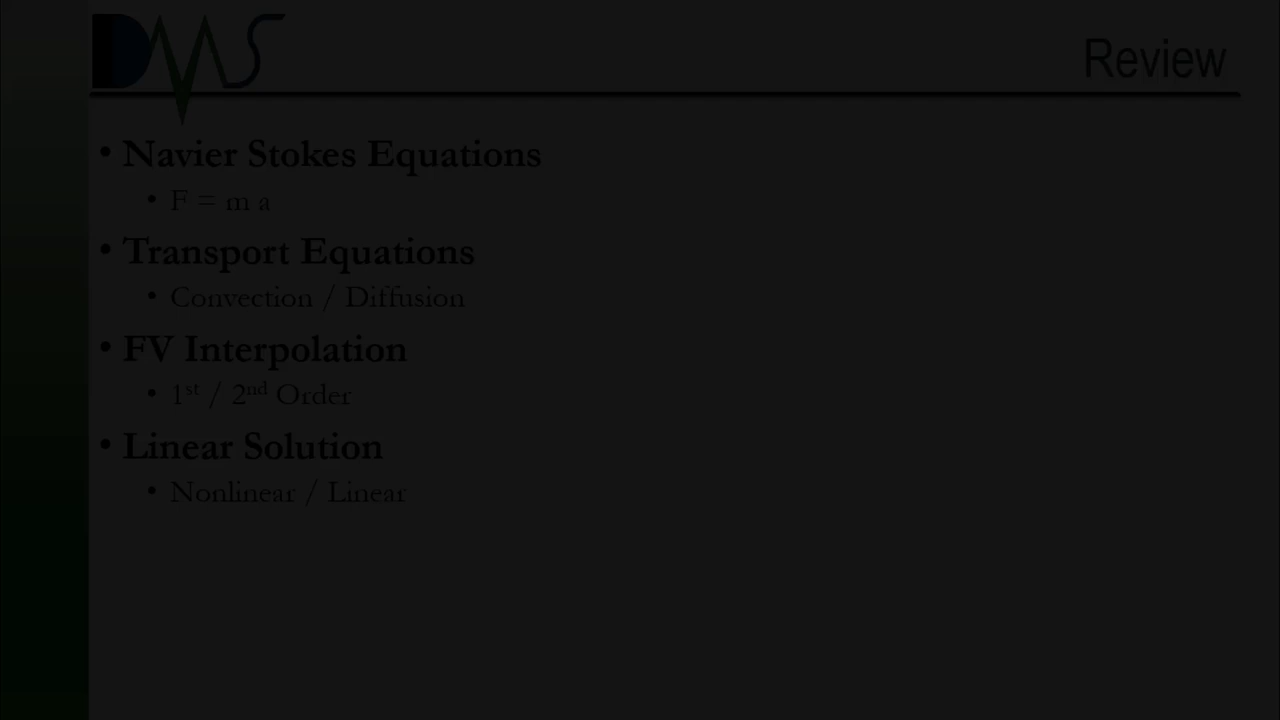 DMS
Review
• Navier Stokes Equations
• F = m a
• Transport Equations
• Convection / Diffusion
• FV Interpolation
• 1st / 2nd Order
• Linear Solution
• Nonlinear / Linear